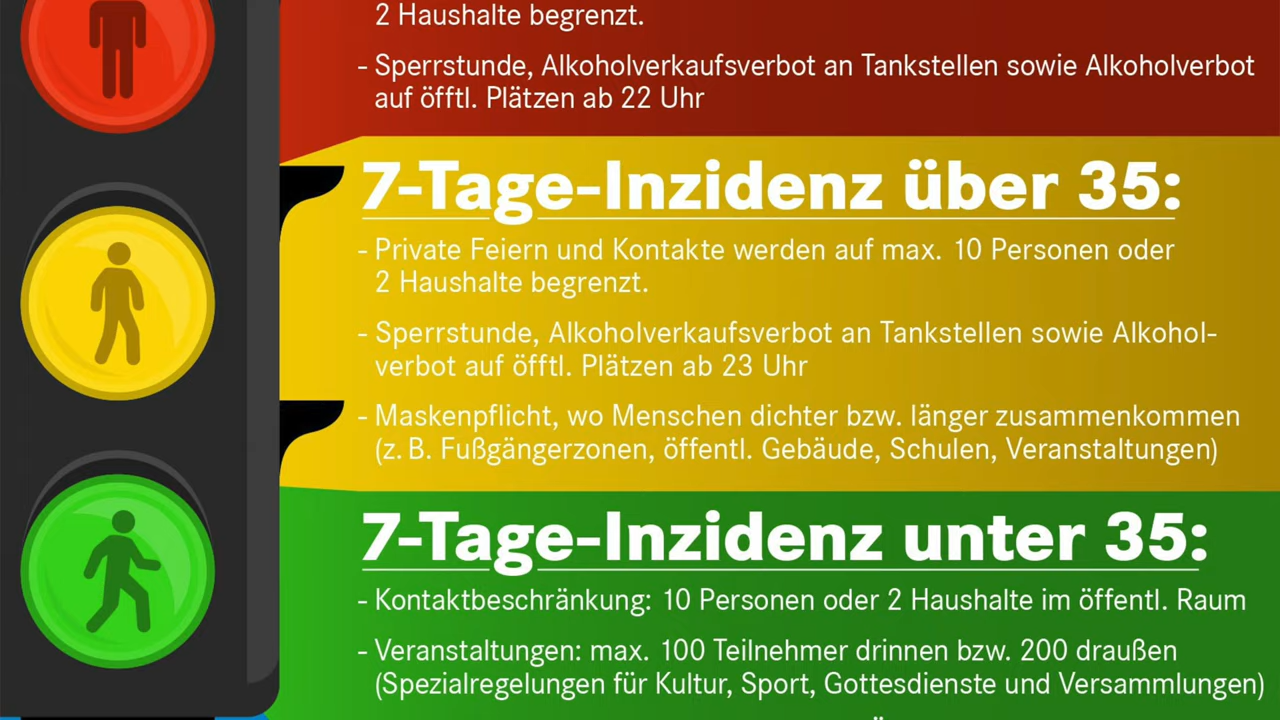 2 Haushalte begrenzt.
- Sperrstunde, Alkoholverkaufsverbot an Tankstellen sowie Alkoholverbot
auf öfftl. Plätzen ab 22 Uhr
7-Tage-Inzidenz über 35:
- Private Feiern und Kontakte werden auf max. 10 Personen oder
2 Haushalte begrenzt.
- Sperrstunde, Alkoholverkaufsverbot an Tankstellen sowie Alkohol-
verbot auf öfftl. Plätzen ab 23 Uhr
- Maskenpflicht, wo Menschen dichter bzw. länger zusammenkommen
(z. B. Fußgängerzonen, öffentl. Gebäude, Schulen, Veranstaltungen)
7-Tage-Inzidenz unter 35:
- Kontaktbeschränkung: 10 Personen oder 2 Haushalte im öffentl. Raum
- Veranstaltungen: max. 100 Teilnehmer drinnen bzw. 200 draußen
(Spezialregelungen für Kultur, Sport, Gottesdienste und Versammlungen)